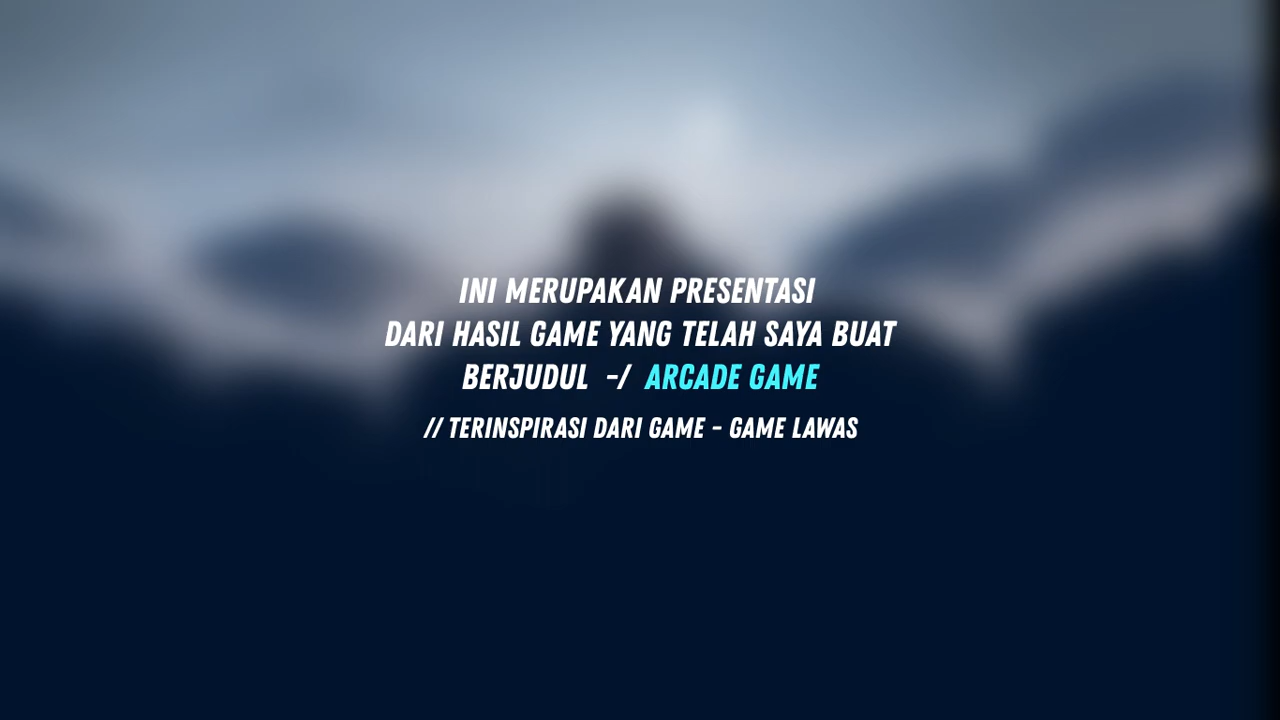 INI MERUPAKAN PRESENTASI
DARI HASIL GAME YANG TELAH SAYA BUAT
BERJUDUL -/ ARCADE GAME
// TERINSPIRASI DARI GAME - GAME LAWAS